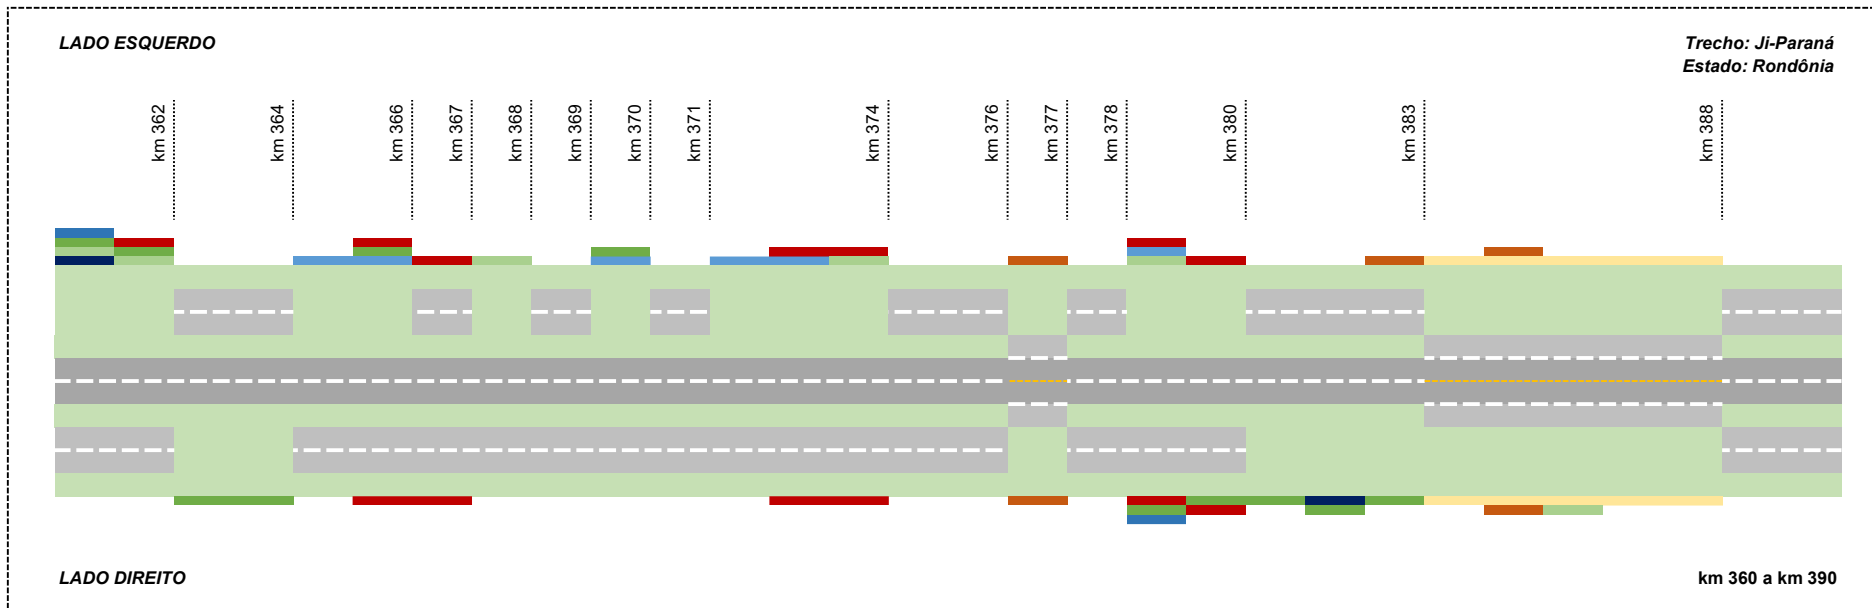 LADO ESQUERDO
Trecho: Ji-Paraná
Estado: Rondônia
km 362
km 364
km 366
km 367
km 368
km 369
km 370
km 371
km 374
km 376
km 377
km 378
km 380
km 383
km 388
LADO DIREITO
km 360 a km 390